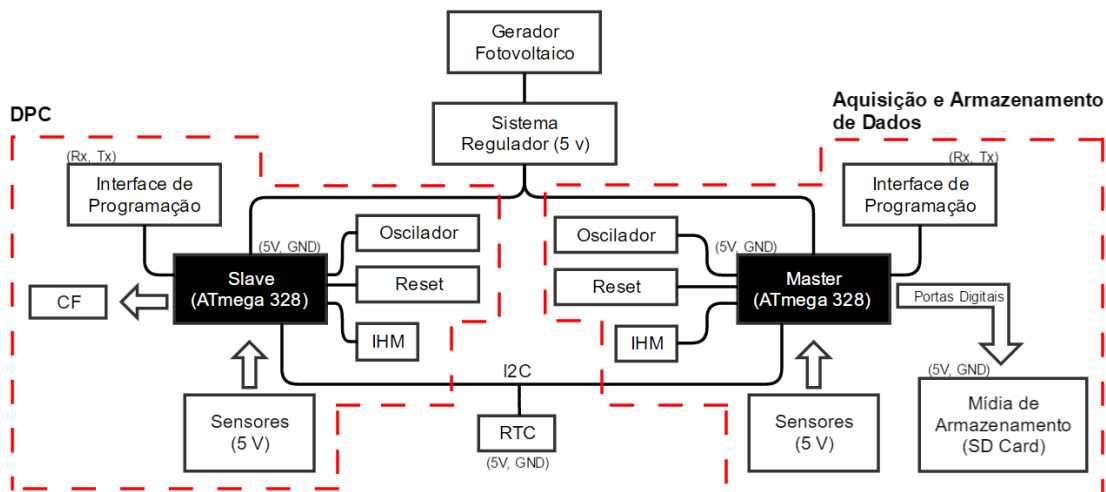 Gerador
Fotovoltaico
Sistema
Regulador (5 v)
DPC
(Rx, Tx)
Interface de
Programação
(5V, GND)
Slave
(ATmega 328)
Oscilador
Reset
IHM
CF
Sensores
(5 V)
I2C
RTC
(5V, GND)
Aquisição e Armazenamento
de Dados
(Rx, Tx)
Interface de
Programação
Oscilador
Reset
IHM
(5V, GND)
Master
(ATmega 328)
Portas Digitais
Sensores
(5 V)
(5V, GND)
Mídia de
Armazenamento
(SD Card)